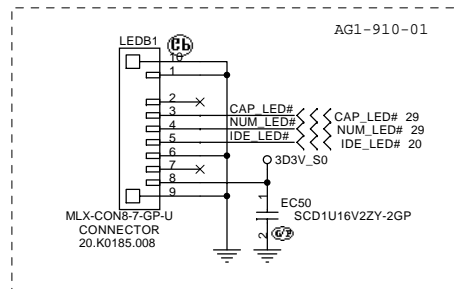 AG1-910-01
LEDB1
10
1
2
3 CAP_LED# CAP_LED# 29
4 NUM_LED# NUM_LED# 29
5 IDE_LED# IDE_LED# 20
6
7 3D3V_S0
8
9
1 EC50
MLX-CON8-7-GP-U SCD1U16V2ZY-2GP
CONNECTOR 2
20.K0185.008